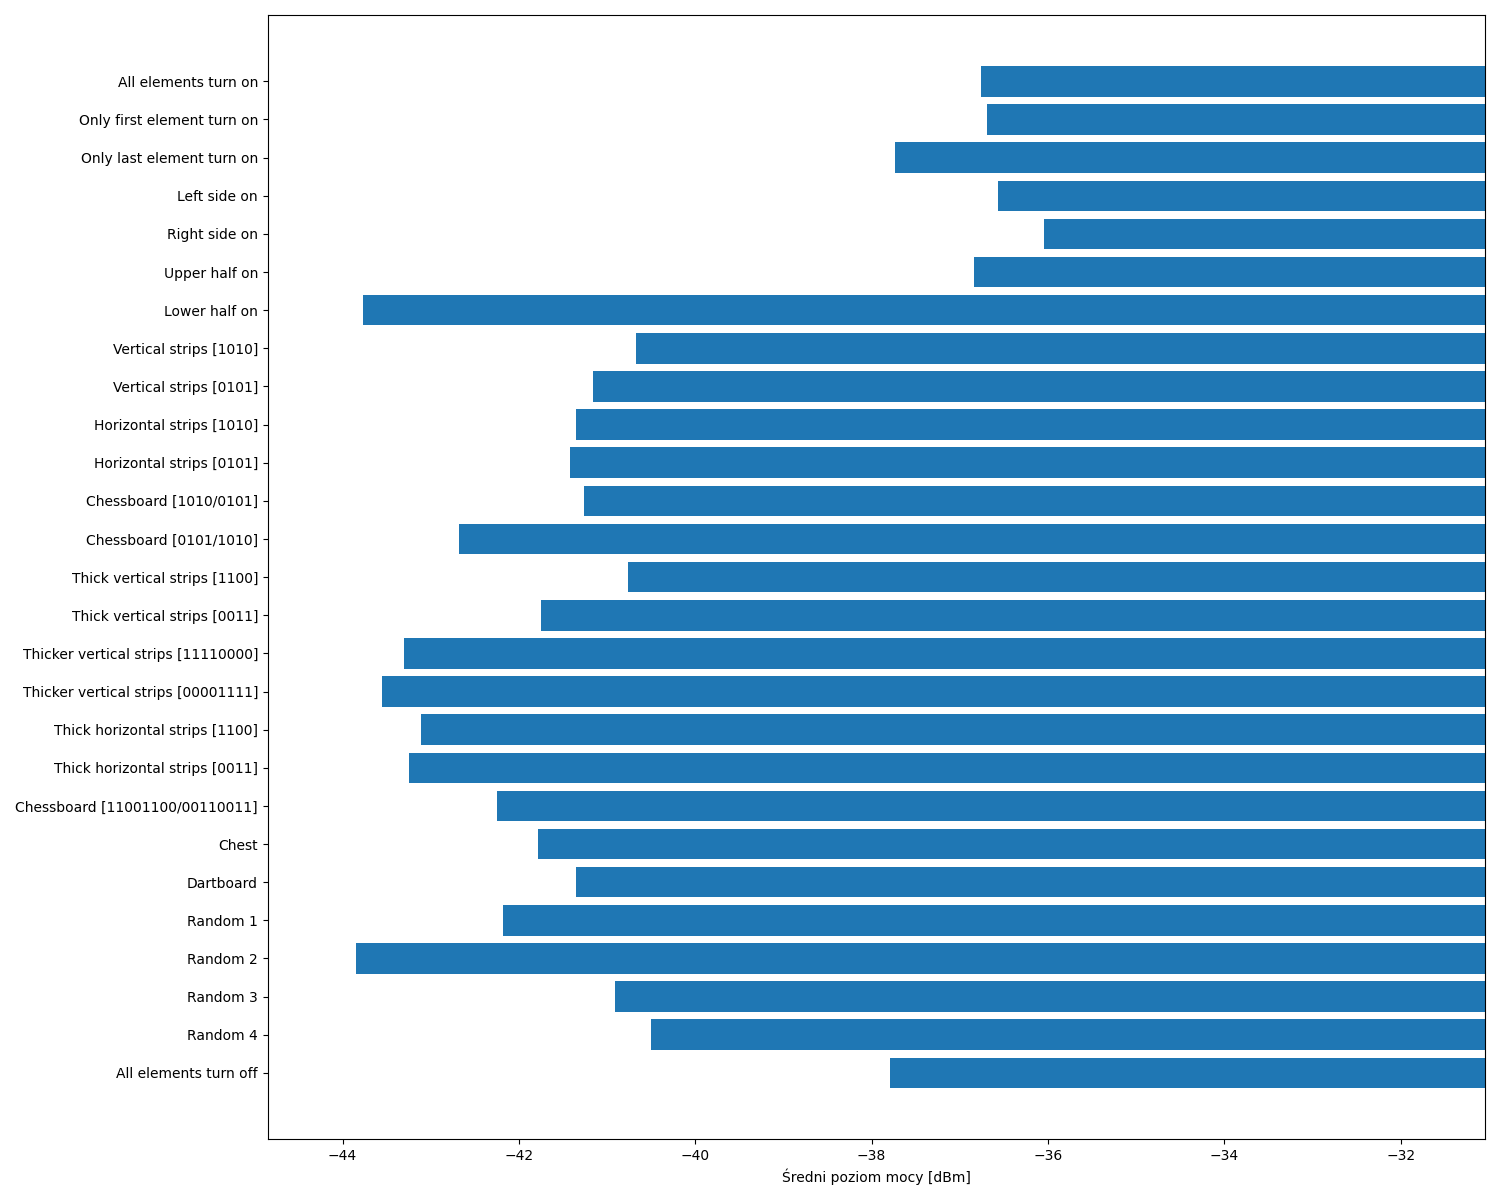 All elements turn on
Only first element turn on
Only last element turn on
Left side on
Right side on
Upper half on
Lower half on
Vertical strips [1010]
Vertical strips [0101]
Horizontal strips [1010]
Horizontal strips [0101]
Chessboard [1010/0101]
Chessboard [0101/1010]
Thick vertical strips [1100]
Thick vertical strips [0011]
Thicker vertical strips [11110000]
Thicker vertical strips [00001111]
Thick horizontal strips [1100]
Thick horizontal strips [0011]
Chessboard [11001100/00110011]
Chest
Dartboard
Random 1
Random 2
Random 3
Random 4
All elements turn off
−44 −42 −40 −38 −36 −34 −32
Średni poziom mocy [dBm]